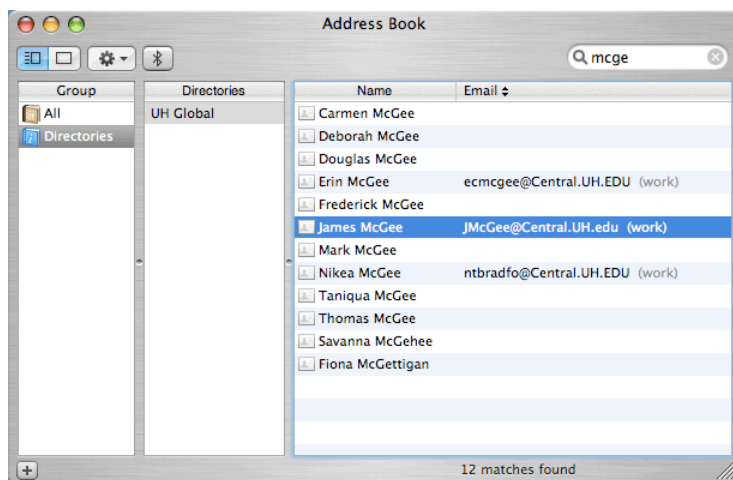 Address Book
mcge
Group Directories Name Email
All UH Global Carmen McGee
Directories Deborah McGee
Douglas McGee
Erin McGee ecmcgee@Central.UH.EDU (work)
Frederick McGee
James McGee JMcGee@Central.UH.edu (work)
Mark McGee
Nikea McGee ntbradfo@Central.UH.EDU (work)
Taniqua McGee
Thomas McGee
Savanna McGehee
Fiona McGettigan
12 matches found